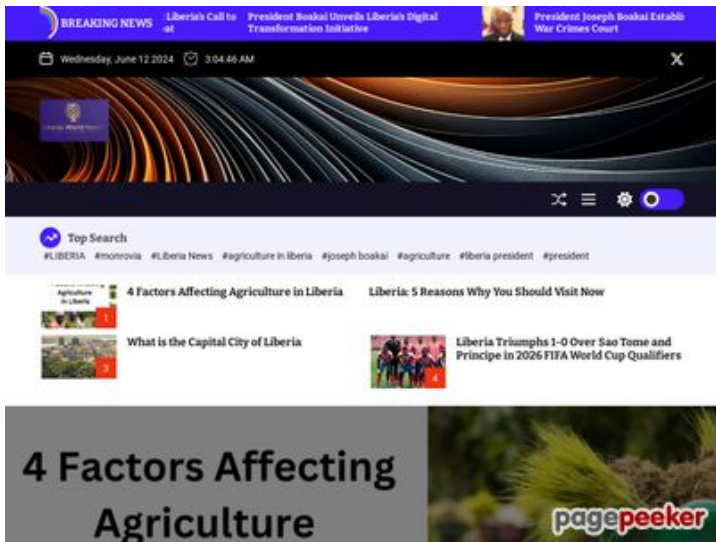 BREAKING NEWS
: Liberia's Call to
at
President Boakai Unveils Liberia's Digital
Transformation Initiative
President Joseph Boakai Establi
War Crimes Court
Wednesday, June 12 2024 3:04:46 AM
Top Search
#LIBERIA #monrovia #Liberia News #agriculture in liberia #joseph boakai #agriculture #liberia president #president
Agriculture
in Liberia
1
4 Factors Affecting Agriculture in Liberia
Liberia: 5 Reasons Why You Should Visit Now
3
What is the Capital City of Liberia
4
Liberia Triumphs 1-0 Over Sao Tome and
Principe in 2026 FIFA World Cup Qualifiers
4 Factors Affecting
Agriculture
pagepeeker